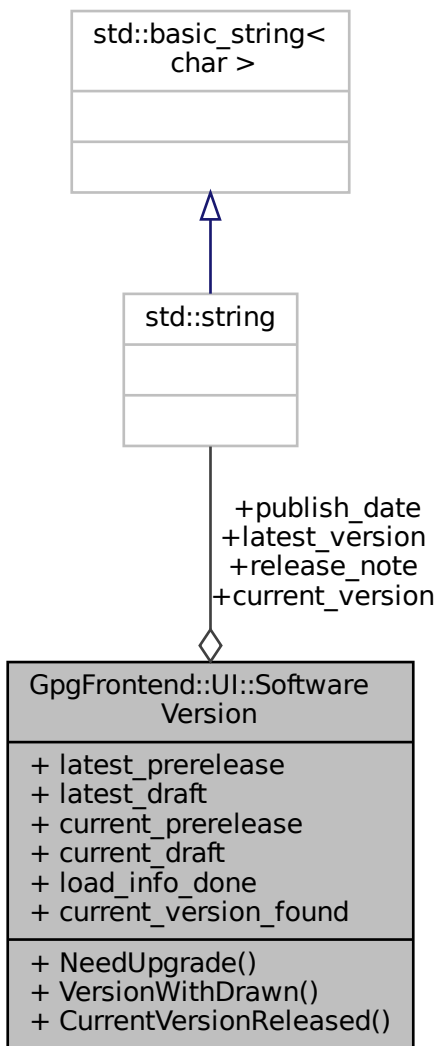 std::basic_string<
char >
std::string
+publish_date
+latest_version
+release_note
+current_version
GpgFrontend::UI::Software
Version
+ latest_prerelease
+ latest_draft
+ current_prerelease
+ current_draft
+ load_info_done
+ current_version_found
+ NeedUpgrade()
+ VersionWithDrawn()
+ CurrentVersionReleased()